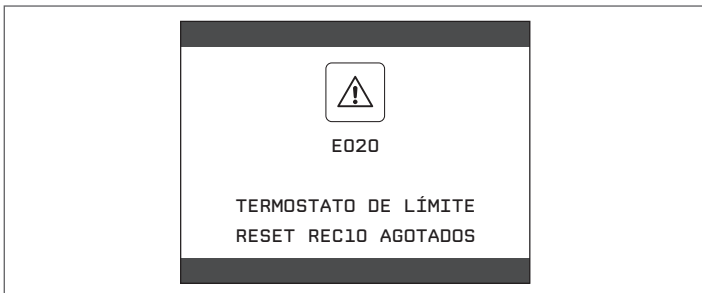 E020
TERMOSTATO DE LÍMITE
RESET REC10 AGOTADOS